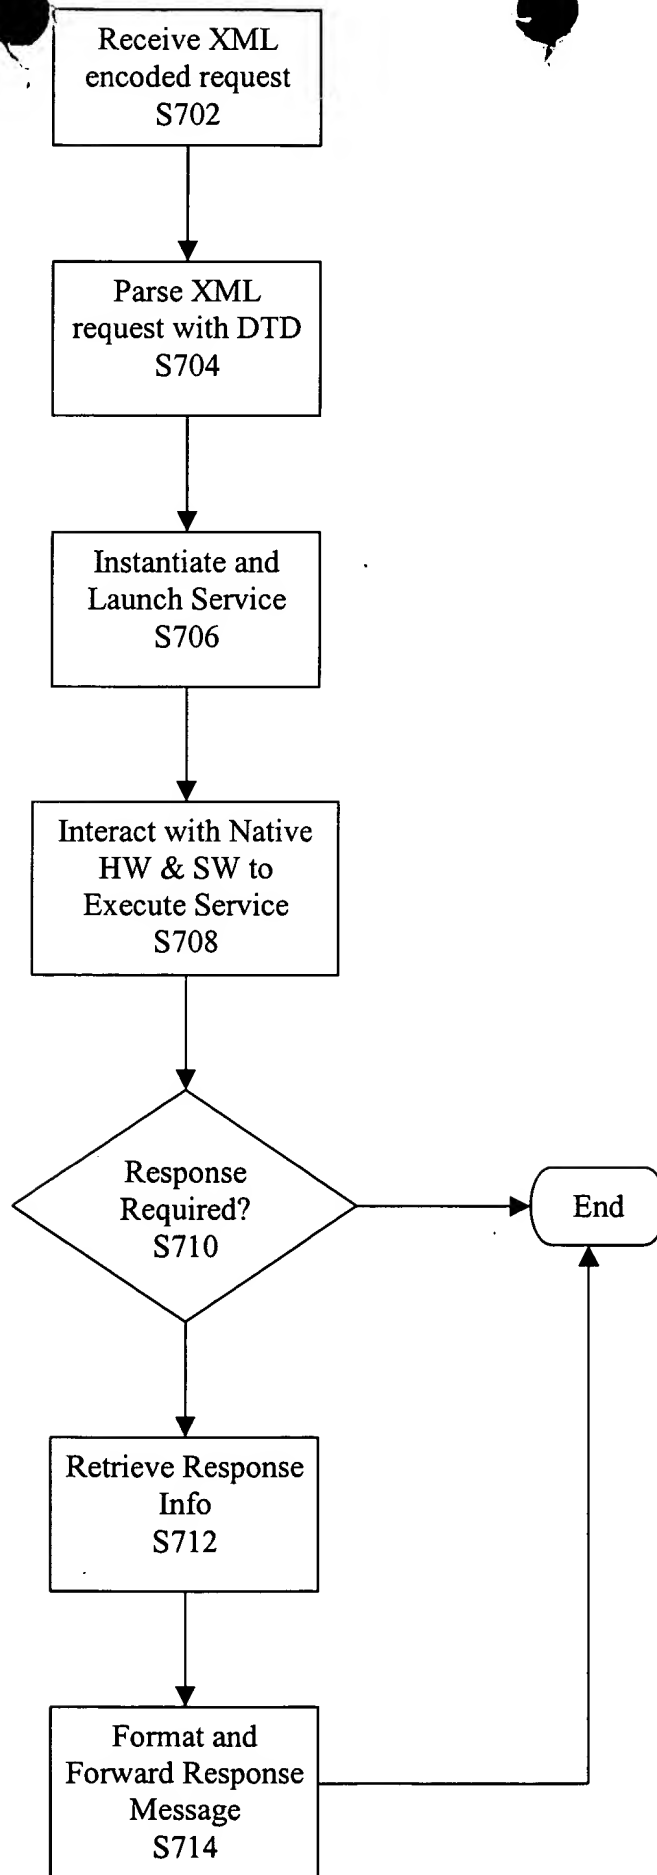 Receive XML
encoded request
S702
Parse XML
request with DTD
S704
Instantiate and
Launch Service
S706
Interact with Native
HW & SW to
Execute Service
S708
Response
Required?
S710
End
Retrieve Response
Info
S712
Format and
Forward Response
Message
S714